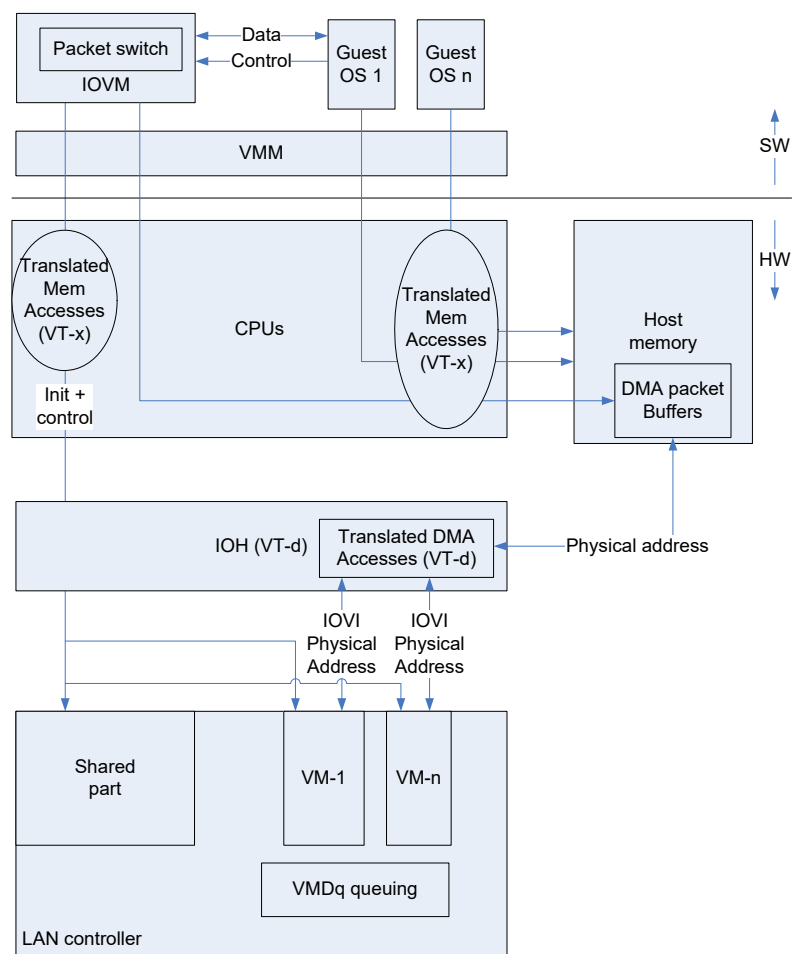 Packet switch
IOVM
Data
Control
Guest
OS 1
Guest
OS n
VMM
SW
HW
Translated
Mem
Accesses
(VT-x)
CPUs
Translated
Mem
Accesses
(VT-x)
Host
memory
DMA packet
Buffers
Init +
control
IOH (VT-d)
Translated DMA
Accesses (VT-d)
Physical address
IOVI
Physical
Address
IOVI
Physical
Address
Shared
part
VM-1
VM-n
VMDq queuing
LAN controller